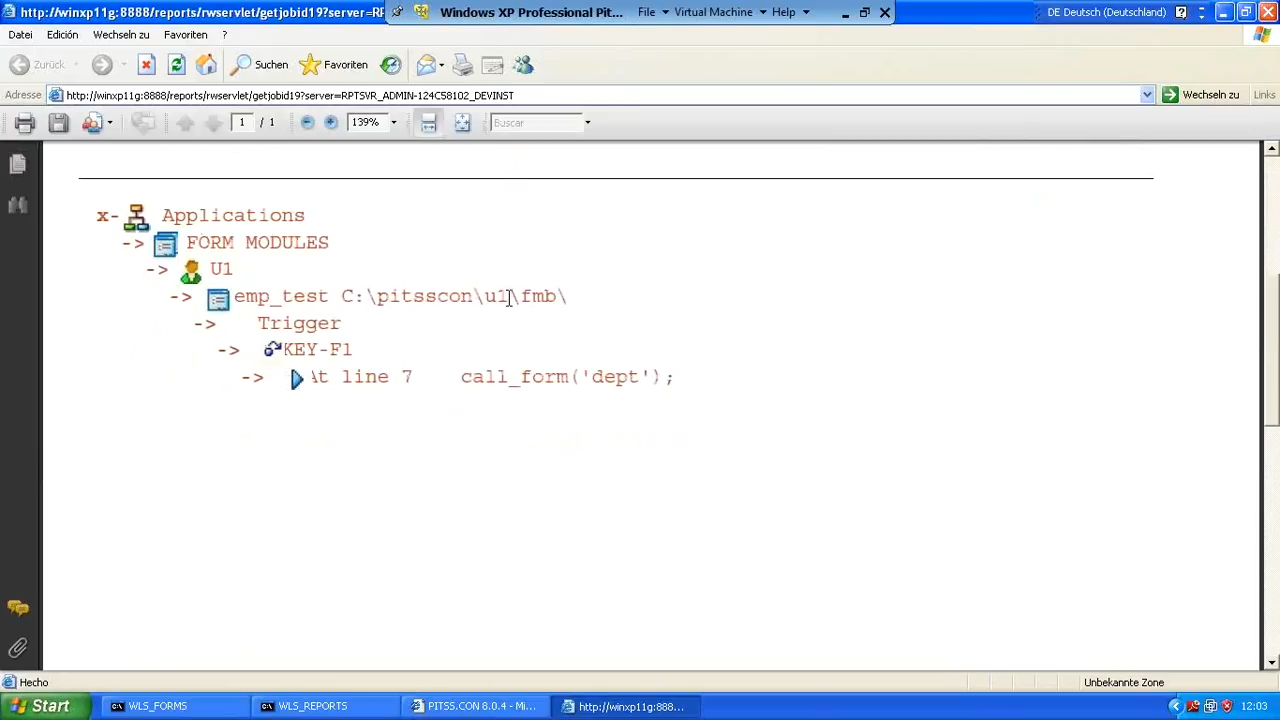 http://winxp11g:8888/reports/rwservlet/getjobid19?server=RP
Windows XP Professional Pit... File Virtual Machine Help
DE Deutsch (Deutschland)
Datei Edición Wechseln zu Favoriten ?
Zurück Suchen Favoriten
Adresse http://winxp11g:8888/reports/rwservlet/getjobid19?server=RPTSVR_ADMIN-124C58102_DEVINST Wechseln zu Links
1 / 1 139% Buscar
x- Applications
-> FORM MODULES
-> U1
-> emp_test C:\pitsscon\u1\fmb\
-> Trigger
-> KEY-F1
-> At line 7 call_form('dept');
Hecho Unbekannte Zone
Start WLS_FORMS WLS_REPORTS PITSS.CON 8.0.4 - Mi... http://winxp11g:888... 12:03